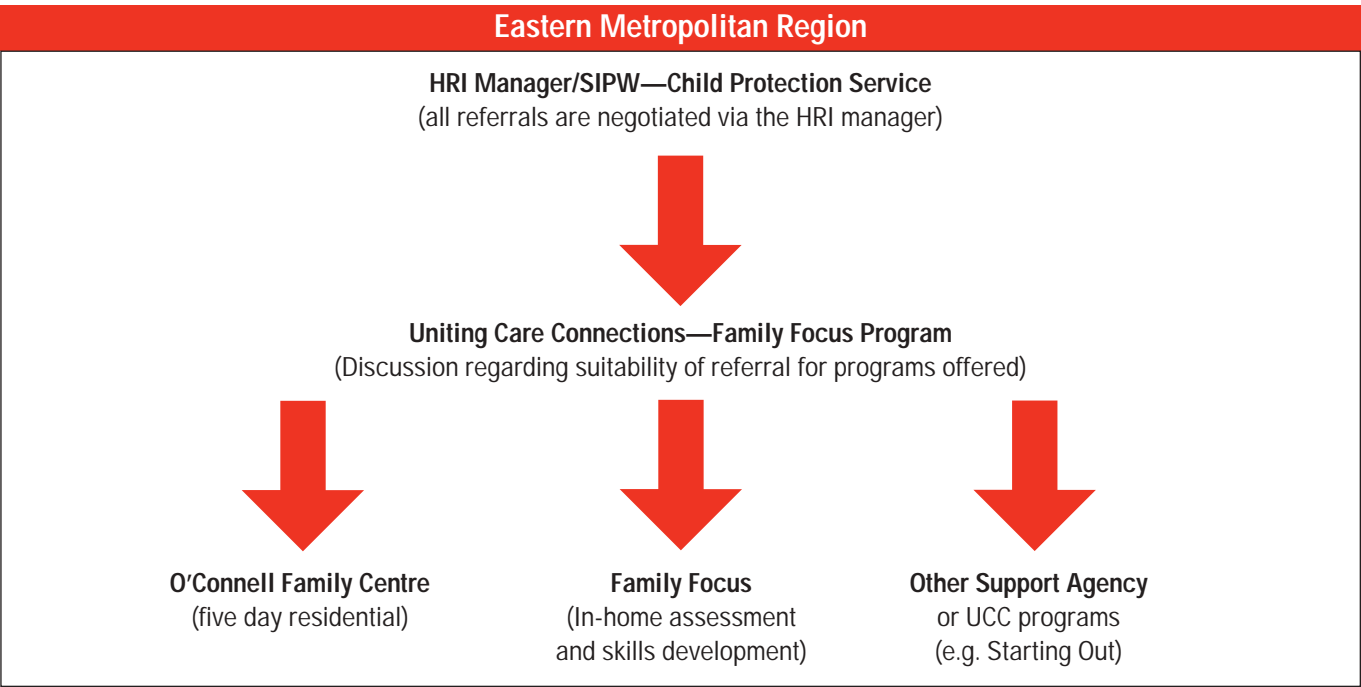 Eastern Metropolitan Region
HRI Manager/SIPW—Child Protection Service
(all referrals are negotiated via the HRI manager)
Uniting Care Connections—Family Focus Program
(Discussion regarding suitability of referral for programs offered)
O’Connell Family Centre
(five day residential)
Family Focus
(In-home assessment
and skills development)
Other Support Agency
or UCC programs
(e.g. Starting Out)